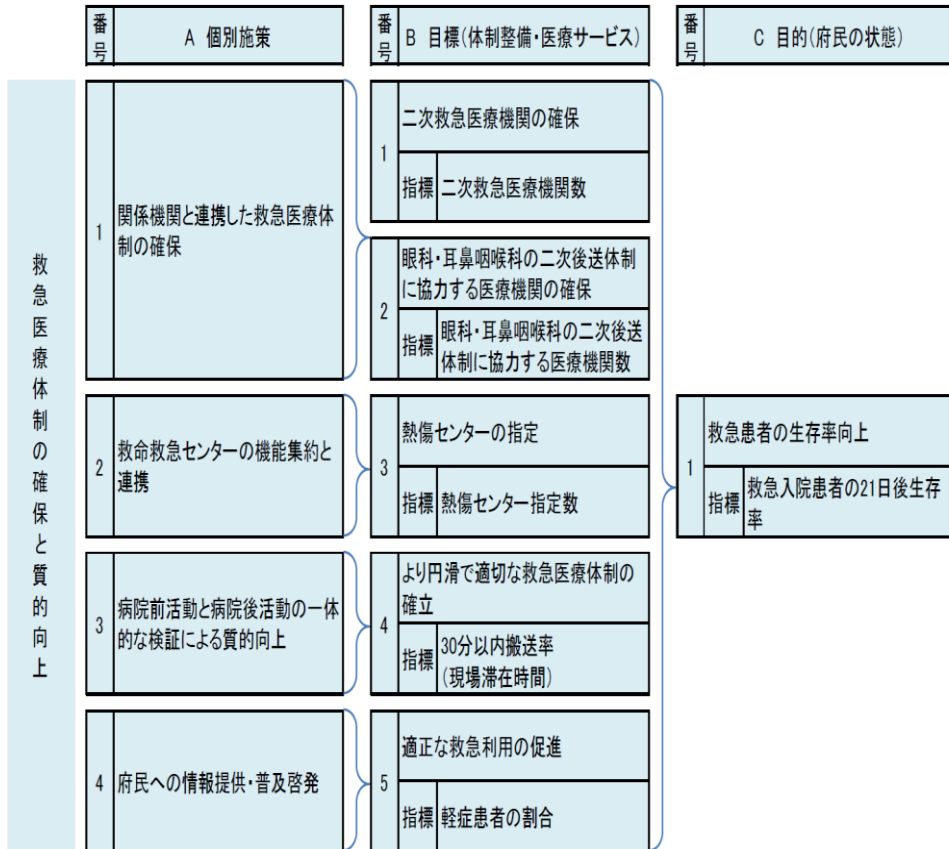 番号
A 個別施策
番号
B 目標(体制整備・医療サービス)
番号
C 目的(府民の状態)
救急医療体制の確保と質的向上
1
関係機関と連携した救急医療体
制の確保
1
二次救急医療機関の確保
指標
二次救急医療機関数
2
眼科・耳鼻咽喉科の二次後送体制
に協力する医療機関の確保
指標
眼科・耳鼻咽喉科の二次後送
体制に協力する医療機関数
2
救命救急センターの機能集約と
連携
3
熱傷センターの指定
指標
熱傷センター指定数
3
病院前活動と病院後活動の一体
的な検証による質的向上
4
より円滑で適切な救急医療体制の
確立
指標
30分以内搬送率
(現場滞在時間)
4
府民への情報提供・普及啓発
5
適正な救急利用の促進
指標
軽症患者の割合
1
救急患者の生存率向上
指標
救急入院患者の21日後生存
率